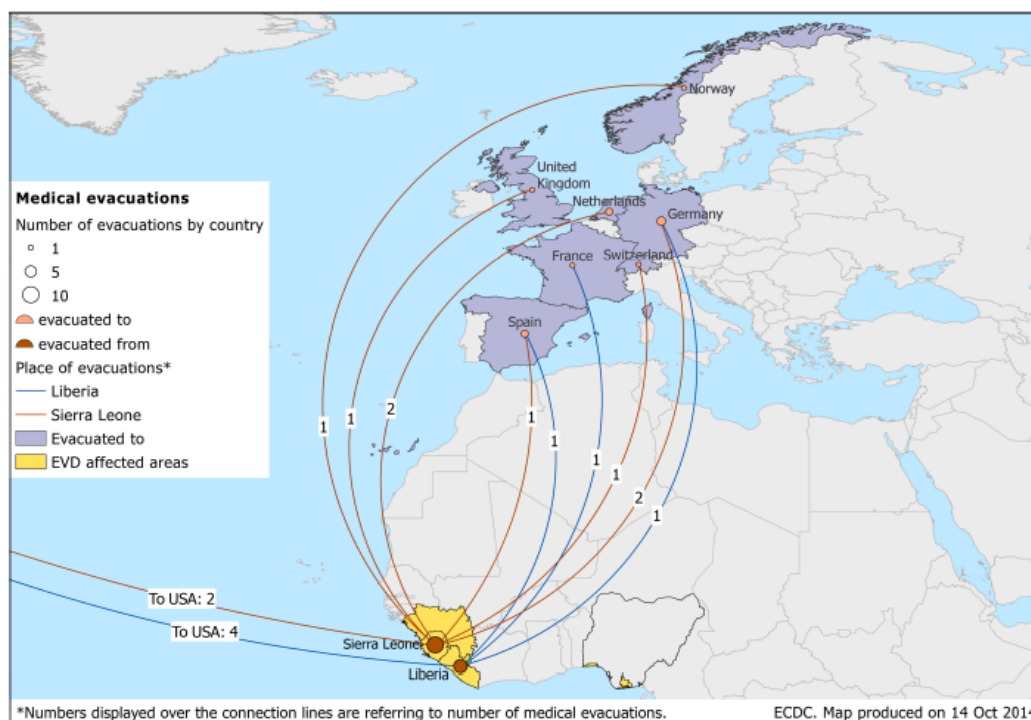 Norway
United
Kingdom
Netherlands
Germany
France
Switzerland
Spain
Medical evacuations
Number of evacuations by country
1
5
10
evacuated to
evacuated from
Place of evacuations*
Liberia
Sierra Leone
Evacuated to
EVD affected areas
1
1
2
1
1
1
1
2
1
To USA: 2
To USA: 4
Sierra Leone
Liberia
*Numbers displayed over the connection lines are referring to number of medical evacuations.
ECDC. Map produced on 14 Oct 2014